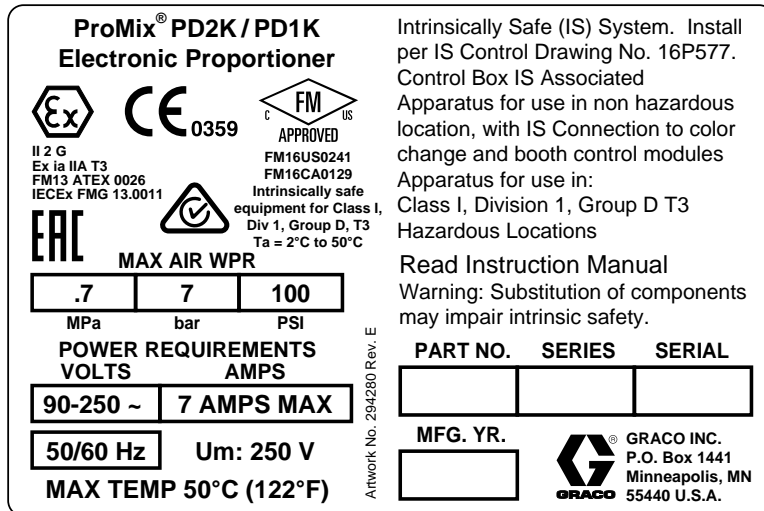 ProMix® PD2K / PD1K
Electronic Proportioner
Ex
CE 0359
FM
C US
APPROVED
II 2 G
Ex ia IIA T3
FM13 ATEX 0026
IECEx FMG 13.0011
FM16US0241
FM16CA0129
Intrinsically safe
equipment for Class I,
Div 1, Group D, T3
Ta = 2°C to 50°C
EAC
MAX AIR WPR
.7 7 100
MPa bar PSI
POWER REQUIREMENTS
VOLTS AMPS
90-250 ~ 7 AMPS MAX
50/60 Hz Um: 250 V
MAX TEMP 50°C (122°F)
Artwork No. 294280 Rev. E
Intrinsically Safe (IS) System. Install
per IS Control Drawing No. 16P577.
Control Box IS Associated
Apparatus for use in non hazardous
location, with IS Connection to color
change and booth control modules
Apparatus for use in:
Class I, Division 1, Group D T3
Hazardous Locations
Read Instruction Manual
Warning: Substitution of components
may impair intrinsic safety.
PART NO. SERIES SERIAL
MFG. YR.
G®
GRACO
GRACO INC.
P.O. Box 1441
Minneapolis, MN
55440 U.S.A.